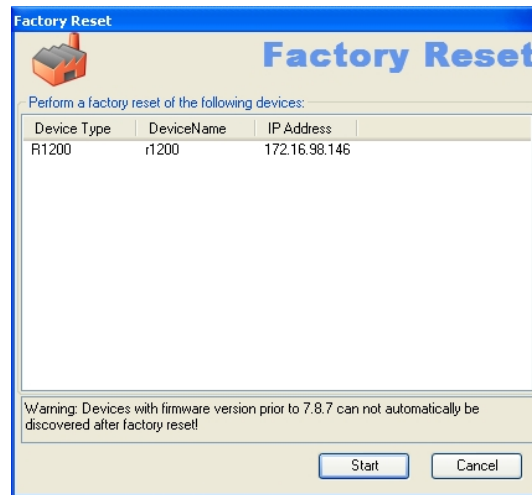 Factory Reset
Factory Reset
Perform a factory reset of the following devices:
Device Type DeviceName IP Address
R1200 r1200 172.16.98.146
Warning: Devices with firmware version prior to 7.8.7 can not automatically be
discovered after factory reset!
Start Cancel